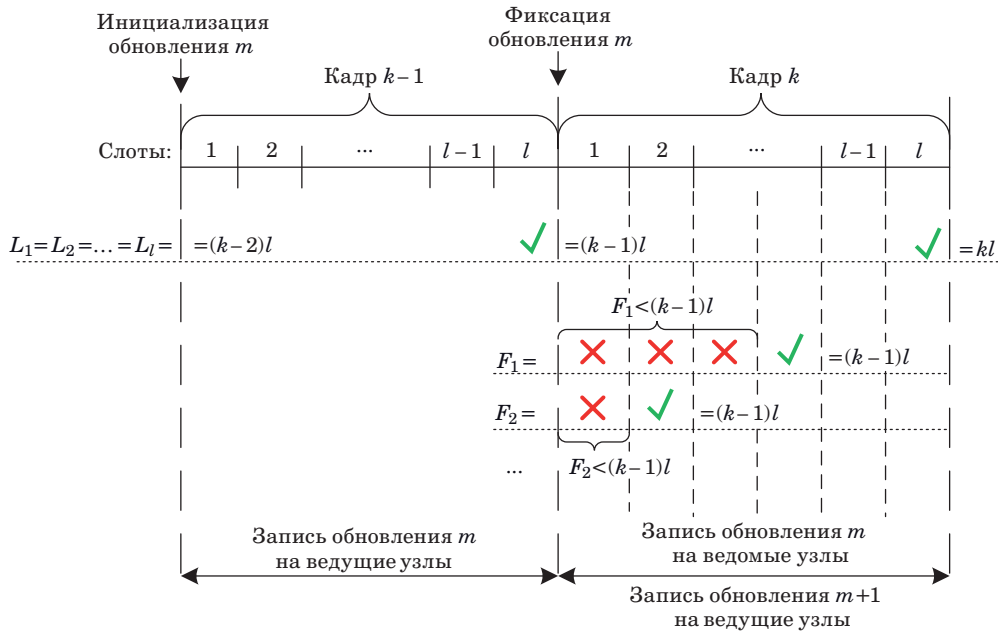 Инициализация
обновления m
Фиксация
обновления m
Кадр k – 1
Кадр k
Слоты: 1 2 ... l – 1 l 1 2 ... l – 1 l
L1 = L2 = ... = Ll = =(k – 2)l =(k – 1)l =kl
F1<(k – 1)l
F1 = =(k – 1)l
F2 = =(k – 1)l
... F2<(k – 1)l
Запись обновления m
на ведущие узлы
Запись обновления m
на ведомые узлы
Запись обновления m+1
на ведущие узлы